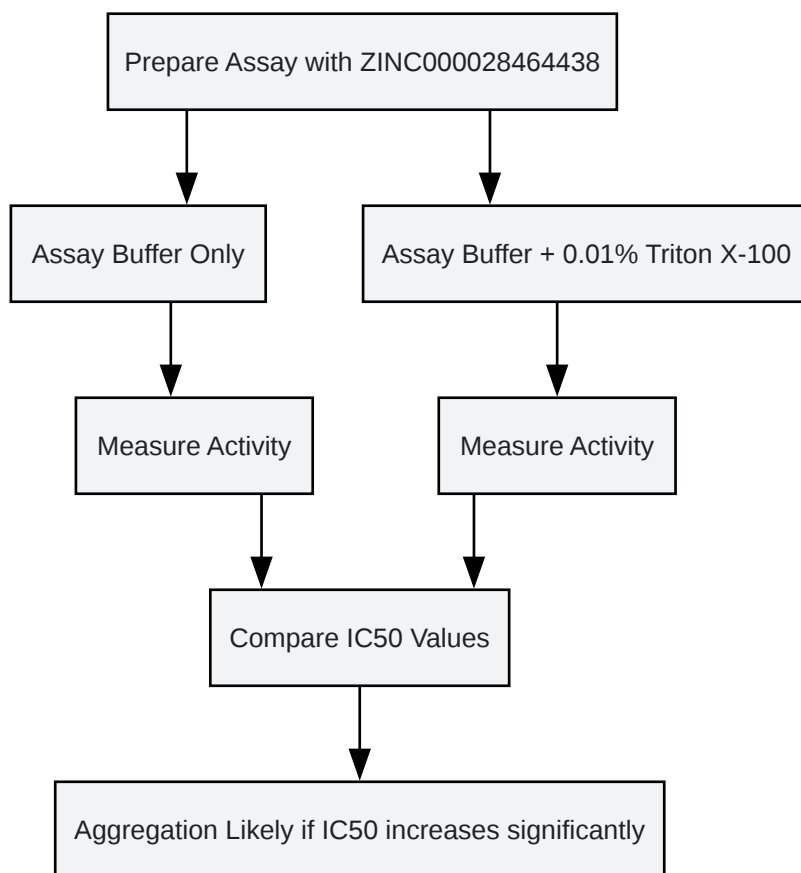 Prepare Assay with ZINC000028464438
Assay Buffer Only
Assay Buffer + 0.01% Triton X-100
Measure Activity
Measure Activity
Compare IC50 Values
Aggregation Likely if IC50 increases significantly